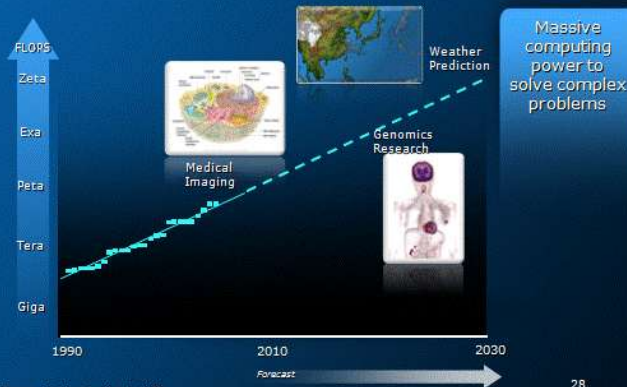 FLOPS
Zeta
Exa
Peta
Tera
Giga
Weather
Prediction
Genomics
Research
Medical
Imaging
1990
2010
2030
Forecast
Massive
computing
power to
solve complex
problems
28